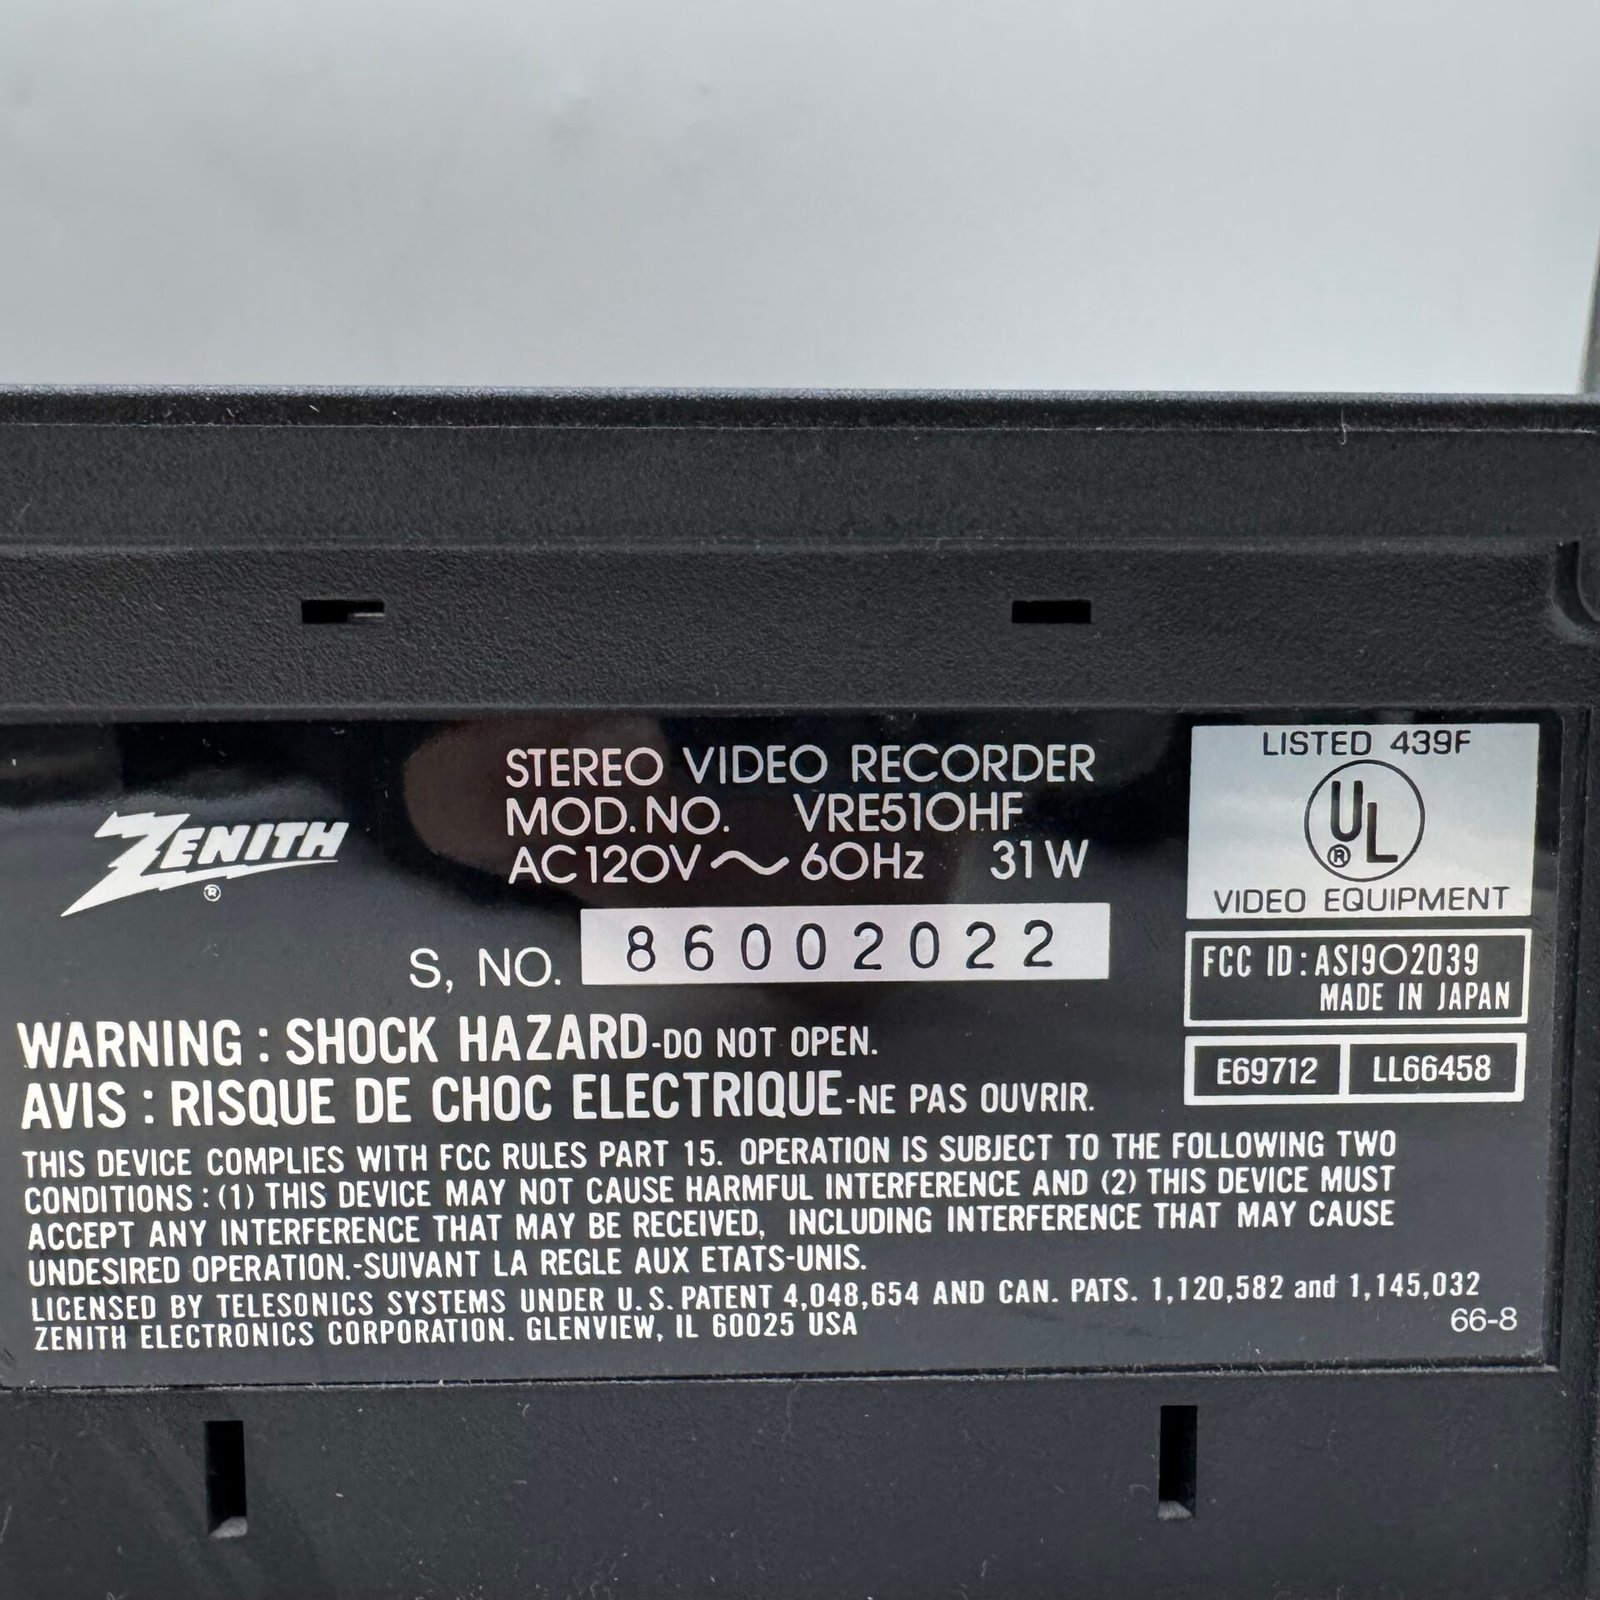 ZENITH
®
STEREO VIDEO RECORDER
MOD.NO. VRE510HF
AC120V ~ 60Hz 31W
S, NO. 86002022
LISTED 439F
UL
®
VIDEO EQUIPMENT
FCC ID: ASI902039
MADE IN JAPAN
E69712 LL66458
WARNING : SHOCK HAZARD-DO NOT OPEN.
AVIS : RISQUE DE CHOC ELECTRIQUE-NE PAS OUVRIR.
THIS DEVICE COMPLIES WITH FCC RULES PART 15. OPERATION IS SUBJECT TO THE FOLLOWING TWO
CONDITIONS : (1) THIS DEVICE MAY NOT CAUSE HARMFUL INTERFERENCE AND (2) THIS DEVICE MUST
ACCEPT ANY INTERFERENCE THAT MAY BE RECEIVED, INCLUDING INTERFERENCE THAT MAY CAUSE
UNDESIRED OPERATION.-SUIVANT LA REGLE AUX ETATS-UNIS.
LICENSED BY TELESONICS SYSTEMS UNDER U.S. PATENT 4,048,654 AND CAN. PATS. 1,120,582 and 1,145,032
ZENITH ELECTRONICS CORPORATION. GLENVIEW, IL 60025 USA
66-8